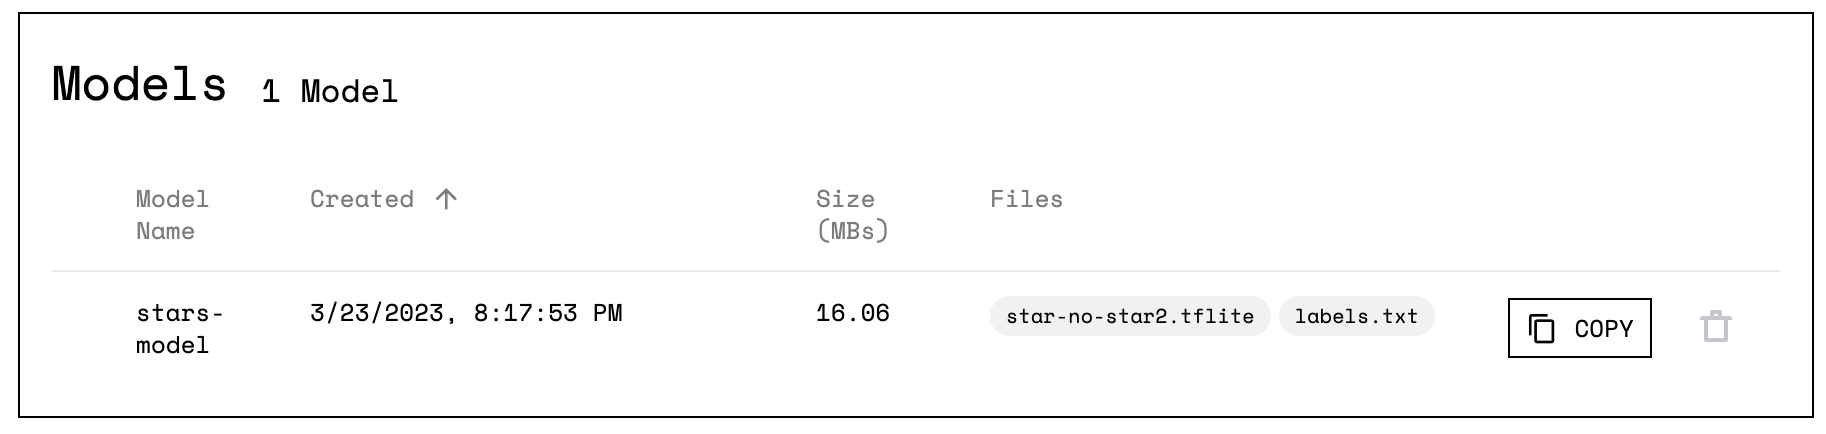 Models 1 Model
Model Name Created Size (MBs) Files
stars-model 3/23/2023, 8:17:53 PM 16.06 star-no-star2.tflite labels.txt COPY